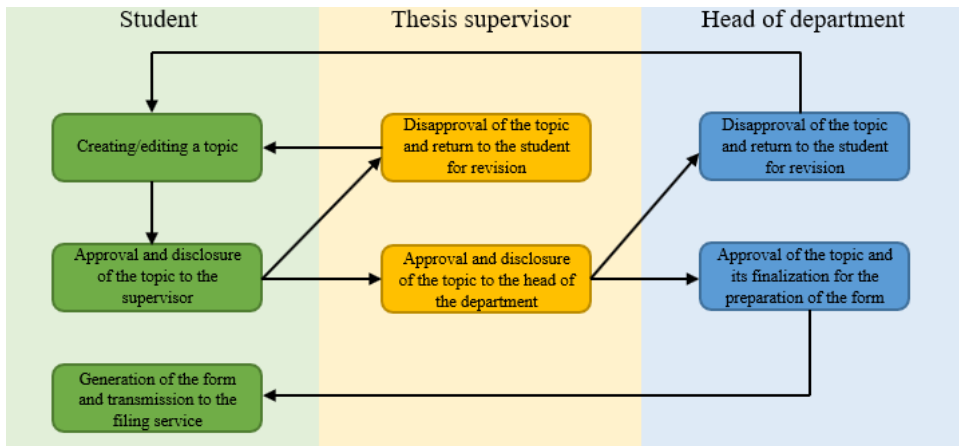 Student
Thesis supervisor
Head of department
Creating/editing a topic
Disapproval of the topic
and return to the student
for revision
Disapproval of the topic
and return to the student
for revision
Approval and disclosure
of the topic to the
supervisor
Approval and disclosure
of the topic to the head of
the department
Approval of the topic and
its finalization for the
preparation of the form
Generation of the form
and transmission to the
filing service